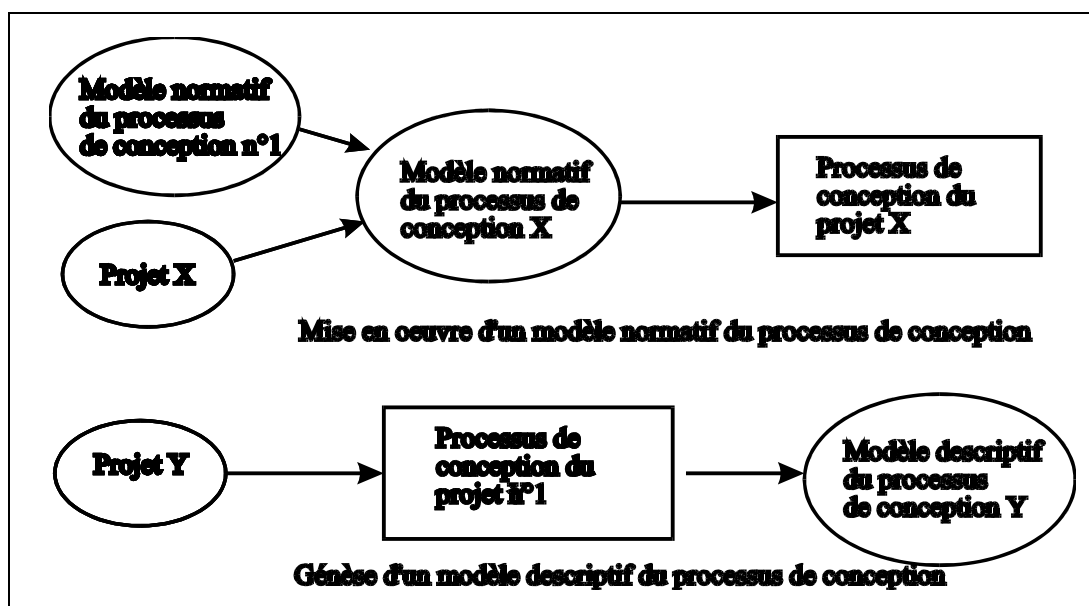 Modèle normatif
du processus
de conception n°1
Projet X
Modèle normatif
du processus de
conception X
Processus de
conception du
projet X
Mise en oeuvre d'un modèle normatif du processus de conception
Projet Y
Processus de
conception du
projet n°1
Modèle descriptif
du processus
de conception Y
Génèse d'un modèle descriptif du processus de conception